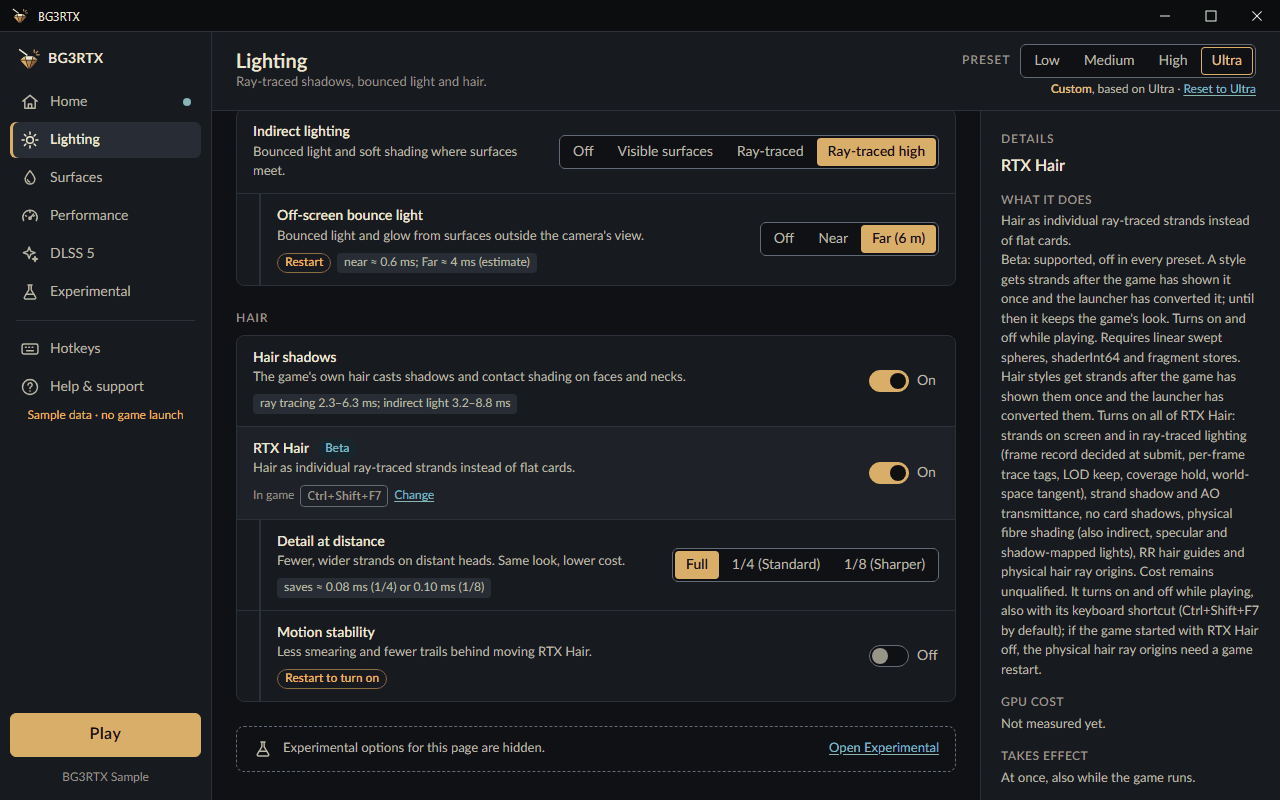 BG3RTX
BG3RTX
Home
Lighting
Surfaces
Performance
DLSS 5
Experimental
Hotkeys
Help & support
Sample data · no game launch
Play
BG3RTX Sample
Lighting
Ray-traced shadows, bounced light and hair.
PRESET Low Medium High Ultra
Custom, based on Ultra · Reset to Ultra
Indirect lighting
Bounced light and soft shading where surfaces
meet.
Off Visible surfaces Ray-traced Ray-traced high
Off-screen bounce light
Bounced light and glow from surfaces outside the camera's view.
Restart near ≈ 0.6 ms; Far ≈ 4 ms (estimate)
Off Near Far (6 m)
HAIR
Hair shadows
The game's own hair casts shadows and contact shading on faces and necks.
ray tracing 2.3–6.3 ms; indirect light 3.2–8.8 ms
On
RTX Hair Beta
Hair as individual ray-traced strands instead of flat cards.
In game Ctrl+Shift+F7 Change
On
Detail at distance
Fewer, wider strands on distant heads. Same look, lower cost.
saves ≈ 0.08 ms (1/4) or 0.10 ms (1/8)
Full 1/4 (Standard) 1/8 (Sharper)
Motion stability
Less smearing and fewer trails behind moving RTX Hair.
Restart to turn on
Off
Experimental options for this page are hidden.
Open Experimental
DETAILS
RTX Hair
WHAT IT DOES
Hair as individual ray-traced strands instead
of flat cards.
Beta: supported, off in every preset. A style
gets strands after the game has shown it
once and the launcher has converted it; until
then it keeps the game's look. Turns on and
off while playing. Requires linear swept
spheres, shaderInt64 and fragment stores.
Hair styles get strands after the game has
shown them once and the launcher has
converted them. Turns on all of RTX Hair:
strands on screen and in ray-traced lighting
(frame record decided at submit, per-frame
trace tags, LOD keep, coverage hold, world-
space tangent), strand shadow and AO
transmittance, no card shadows, physical
fibre shading (also indirect, specular and
shadow-mapped lights), RR hair guides and
physical hair ray origins. Cost remains
unqualified. It turns on and off while playing,
also with its keyboard shortcut (Ctrl+Shift+F7
by default); if the game started with RTX Hair
off, the physical hair ray origins need a game
restart.
GPU COST
Not measured yet.
TAKES EFFECT
At once, also while the game runs.